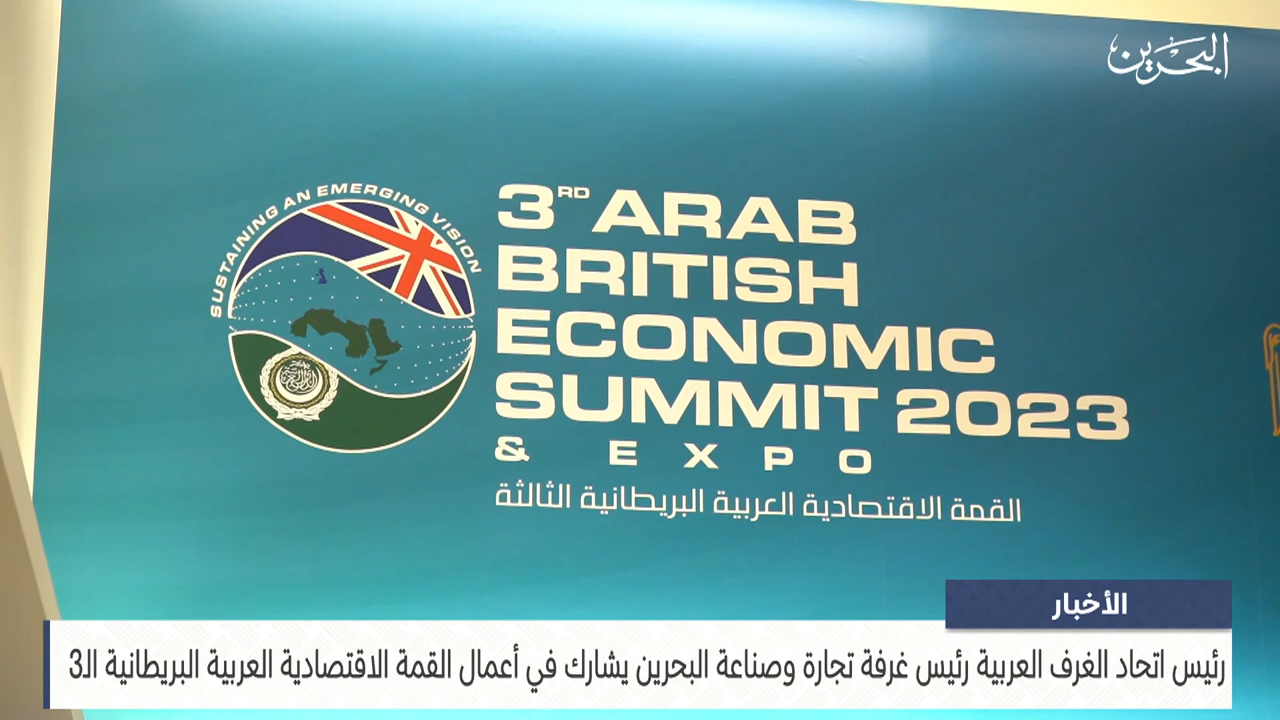 البحرين
SUSTAINING AN EMERGING VISION
3RD ARAB
BRITISH
ECONOMIC
SUMMIT 2023
& EXPO
القمة الاقتصادية العربية البريطانية الثالثة
الأخبار
رئيس اتحاد الغرف العربية رئيس غرفة تجارة وصناعة البحرين يشارك في أعمال القمة الاقتصادية العربية البريطانية الـ3